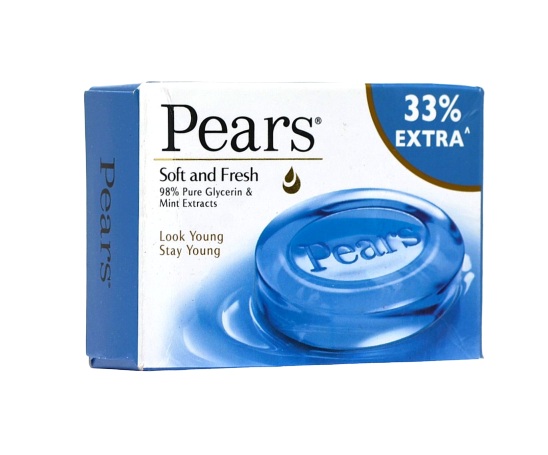 Pears
Pears®
33%
EXTRA^
Soft and Fresh
98% Pure Glycerin &
Mint Extracts
Look Young
Stay Young
Pears